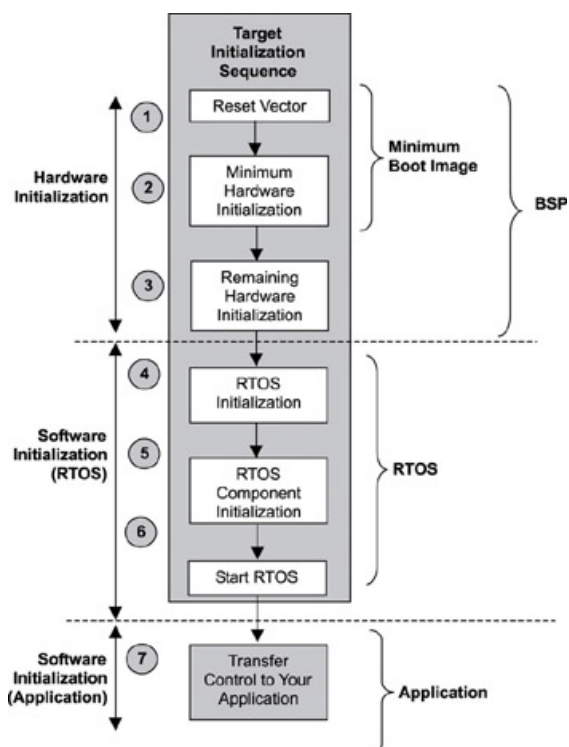 Target
Initialization
Sequence
1
Reset Vector
Minimum
Boot Image
Hardware
Initialization
2
Minimum
Hardware
Initialization
BSP
3
Remaining
Hardware
Initialization
4
RTOS
Initialization
Software
Initialization
(RTOS)
5
RTOS
Component
Initialization
RTOS
6
Start RTOS
Software
Initialization
(Application)
7
Transfer
Control to Your
Application
Application